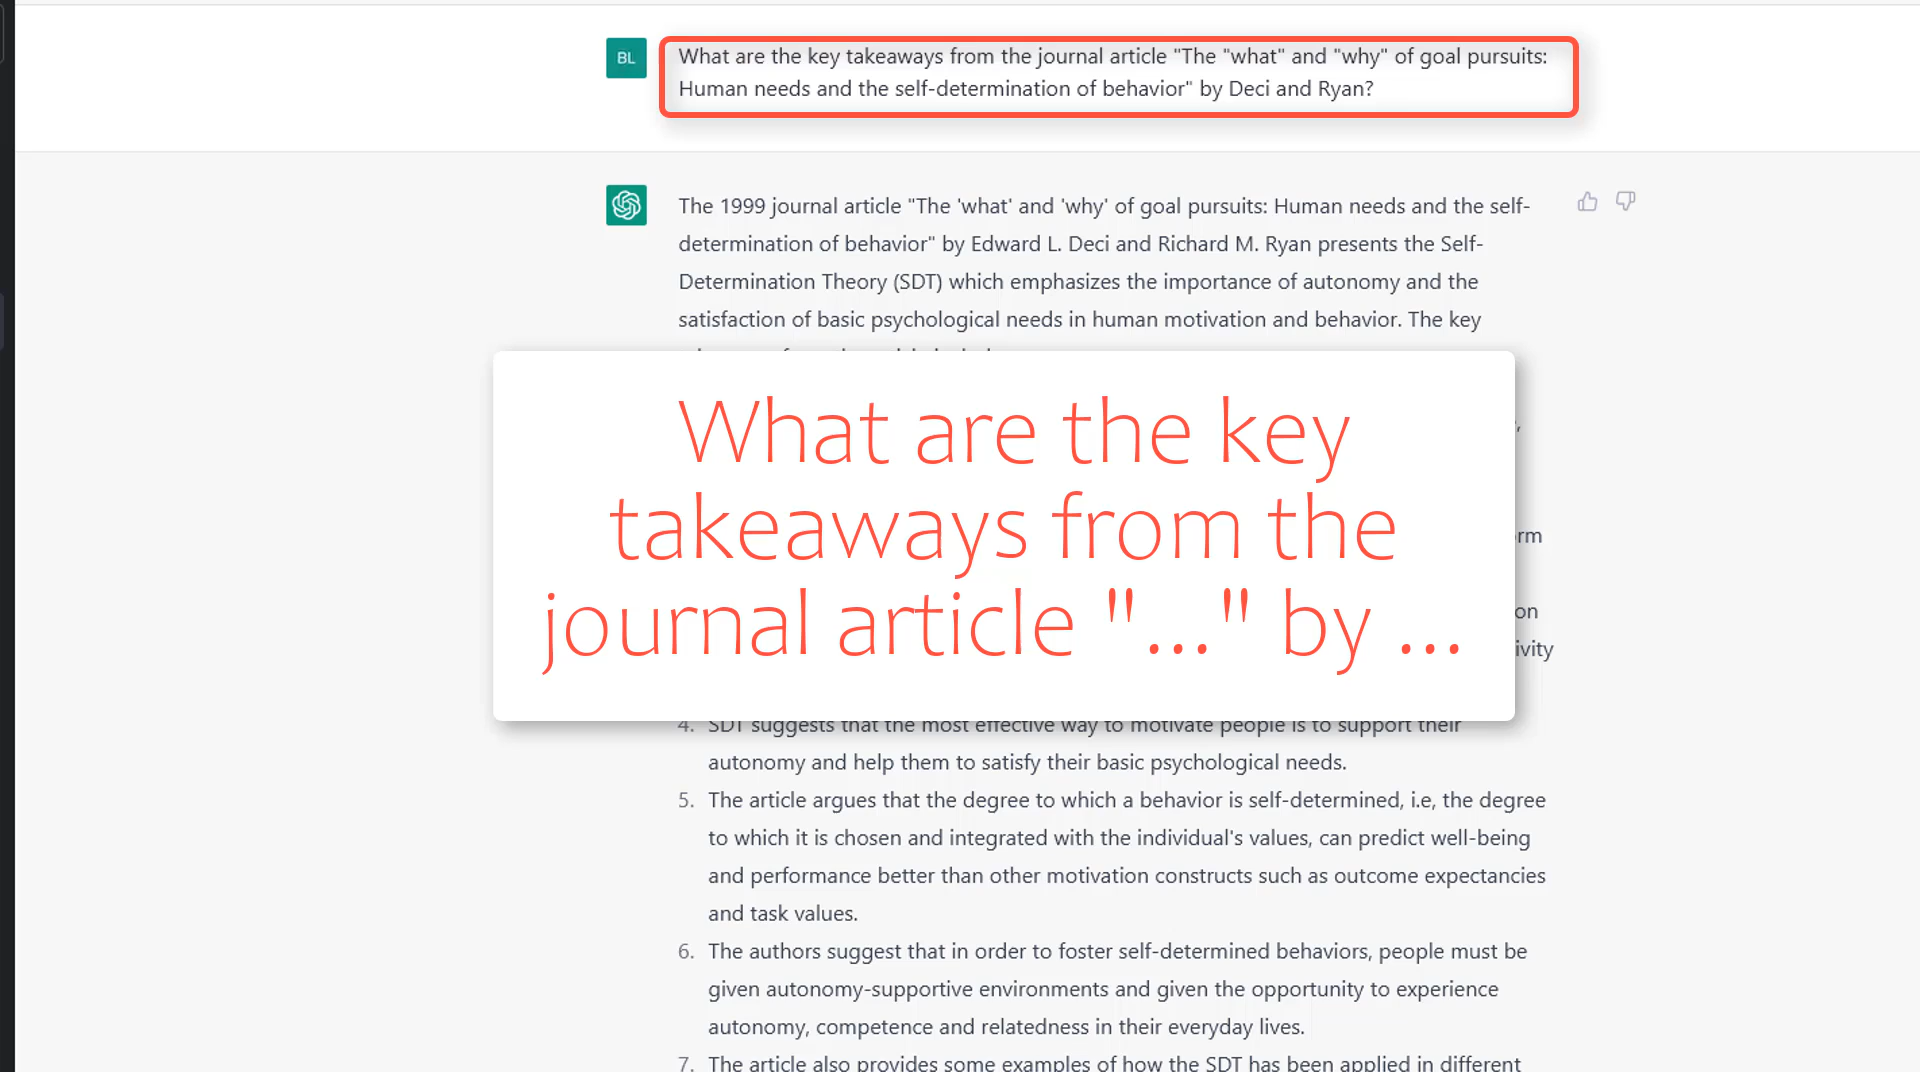 BL
What are the key takeaways from the journal article "The "what" and "why" of goal pursuits:
Human needs and the self-determination of behavior" by Deci and Ryan?
The 1999 journal article "The 'what' and 'why' of goal pursuits: Human needs and the self-
determination of behavior" by Edward L. Deci and Richard M. Ryan presents the Self-
Determination Theory (SDT) which emphasizes the importance of autonomy and the
satisfaction of basic psychological needs in human motivation and behavior. The key
What are the key
takeaways from the
journal article "..." by ...
4. SDT suggests that the most effective way to motivate people is to support their
autonomy and help them to satisfy their basic psychological needs.
5. The article argues that the degree to which a behavior is self-determined, i.e, the degree
to which it is chosen and integrated with the individual's values, can predict well-being
and performance better than other motivation constructs such as outcome expectancies
and task values.
6. The authors suggest that in order to foster self-determined behaviors, people must be
given autonomy-supportive environments and given the opportunity to experience
autonomy, competence and relatedness in their everyday lives.
7. The article also provides some examples of how the SDT has been applied in different